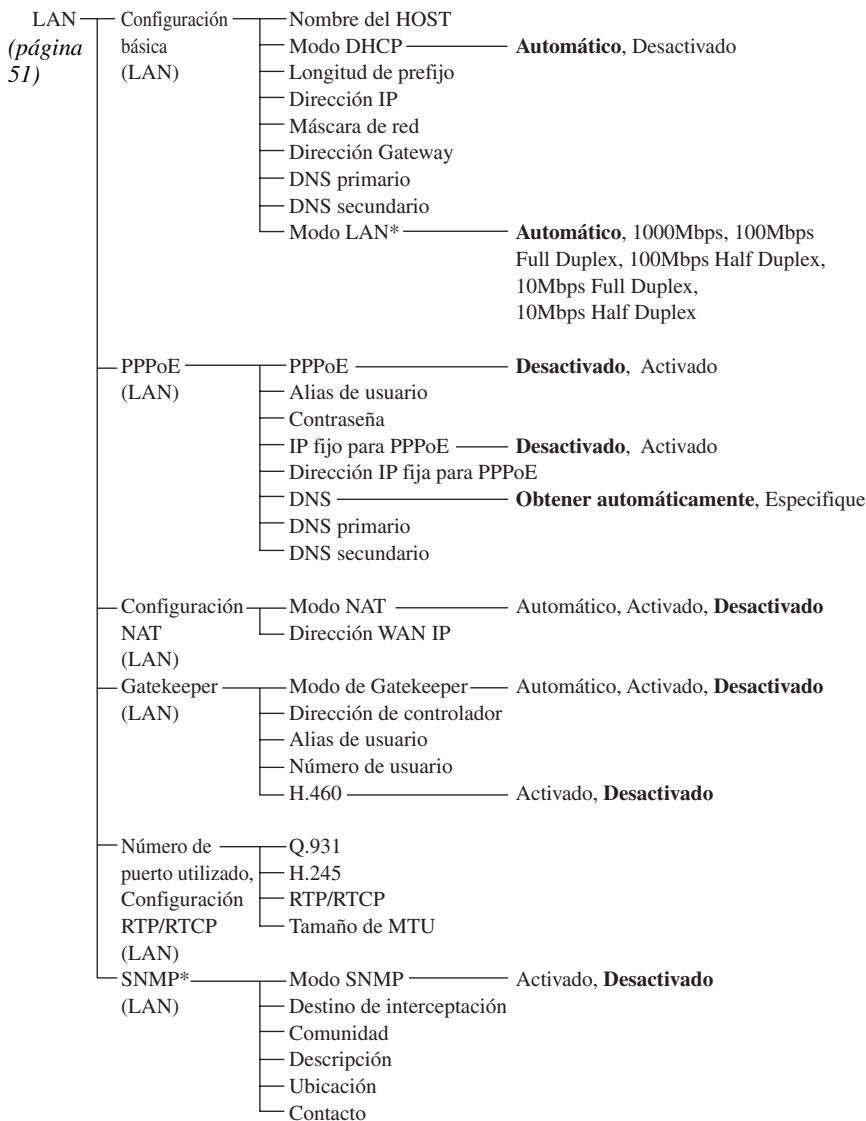 LAN
(página
51)
Configuración
básica
(LAN)
Nombre del HOST
Modo DHCP
Automático, Desactivado
Longitud de prefijo
Dirección IP
Máscara de red
Dirección Gateway
DNS primario
DNS secundario
Modo LAN*
Automático, 1000Mbps, 100Mbps
Full Duplex, 100Mbps Half Duplex,
10Mbps Full Duplex,
10Mbps Half Duplex
PPPoE
(LAN)
PPPoE
Desactivado, Activado
Alias de usuario
Contraseña
IP fijo para PPPoE
Desactivado, Activado
Dirección IP fija para PPPoE
DNS
Obtener automáticamente, Especifique
DNS primario
DNS secundario
Configuración
NAT
(LAN)
Modo NAT
Automático, Activado, Desactivado
Dirección WAN IP
Gatekeeper
(LAN)
Modo de Gatekeeper
Automático, Activado, Desactivado
Dirección de controlador
Alias de usuario
Número de usuario
H.460
Activado, Desactivado
Número de
puerto utilizado,
Configuración
RTP/RTCP
(LAN)
Q.931
H.245
RTP/RTCP
Tamaño de MTU
SNMP*
(LAN)
Modo SNMP
Activado, Desactivado
Destino de interceptación
Comunidad
Descripción
Ubicación
Contacto